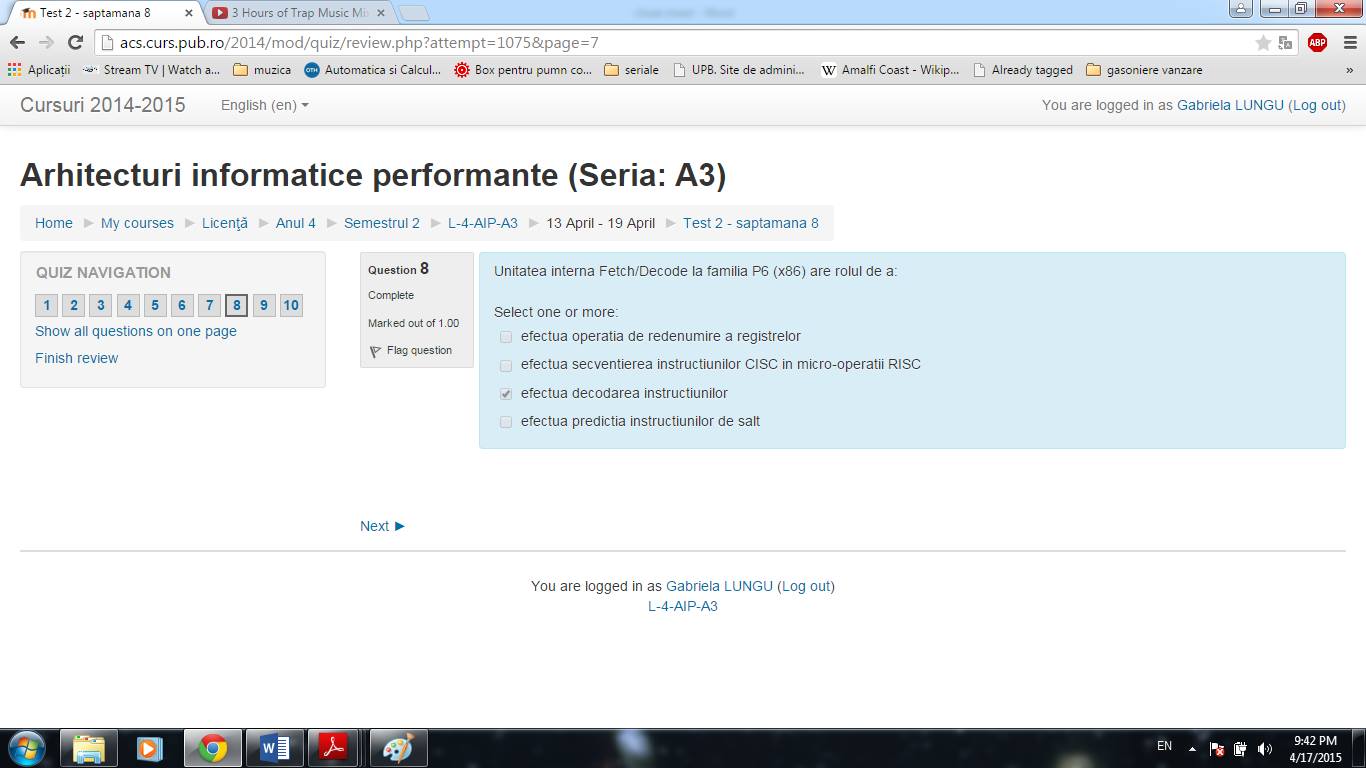 Test 2 - saptamana 8
3 Hours of Trap Music Mi
acs.curs.pub.ro/2014/mod/quiz/review.php?attempt=1075&page=7
ABP
Aplicații
Stream TV | Watch a...
muzica
OTH
Automatica si Calcul...
Box pentru pumn co...
seriale
UPB. Site de admini...
W
Amalfi Coast - Wikip...
Already tagged
gasoniere vanzare
»
Cursuri 2014-2015
English (en)
You are logged in as Gabriela LUNGU (Log out)
Arhitecturi informatice performante (Seria: A3)
Home ► My courses ► Licenţă ► Anul 4 ► Semestrul 2 ► L-4-AIP-A3 ► 13 April - 19 April ► Test 2 - saptamana 8
QUIZ NAVIGATION
1 2 3 4 5 6 7 8 9 10
Show all questions on one page
Finish review
Question 8
Complete
Marked out of 1.00
Flag question
Unitatea interna Fetch/Decode la familia P6 (x86) are rolul de a:
Select one or more:
efectua operatia de redenumire a registrelor
efectua secventierea instructiunilor CISC in micro-operatii RISC
efectua decodarea instructiunilor
efectua predictia instructiunilor de salt
Next ►
You are logged in as Gabriela LUNGU (Log out)
L-4-AIP-A3
EN
9:42 PM
4/17/2015